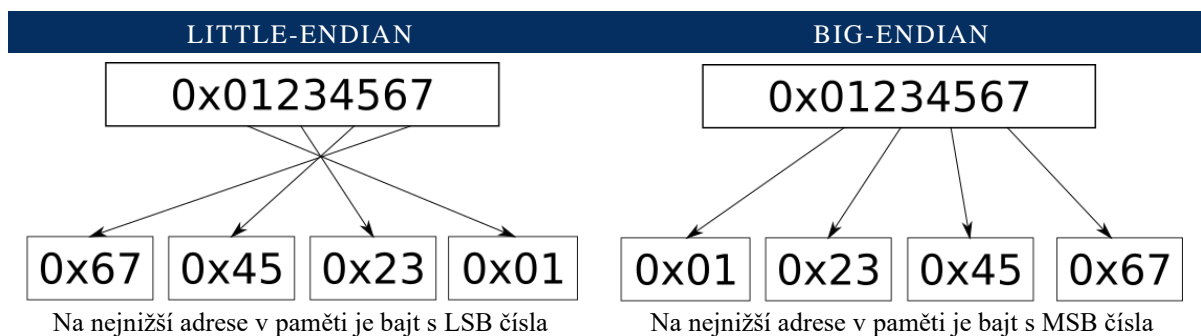 LITTLE-ENDIAN
0x01234567
0x67 0x45 0x23 0x01
Na nejnižší adrese v paměti je bajt s LSB čísla
BIG-ENDIAN
0x01234567
0x01 0x23 0x45 0x67
Na nejnižší adrese v paměti je bajt s MSB čísla